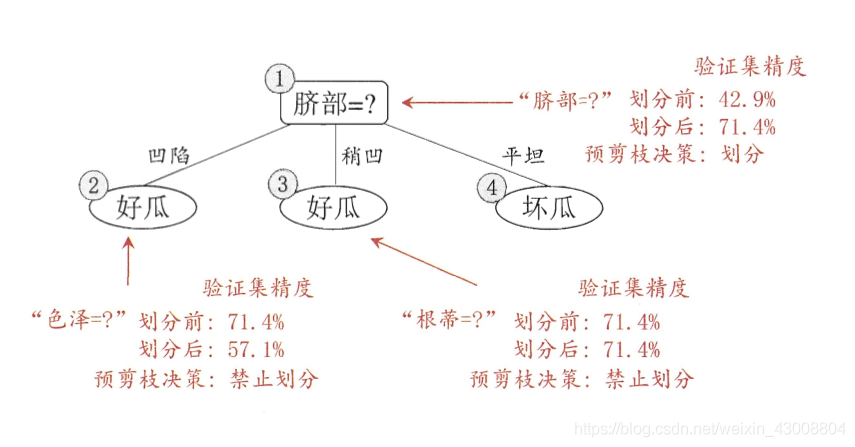 验证集精度
①
脐部=?
“脐部=?” 划分前: 42.9%
划分后: 71.4%
预剪枝决策: 划分
凹陷
稍凹
平坦
②
好瓜
③
好瓜
④
坏瓜
验证集精度
“色泽=?” 划分前: 71.4%
划分后: 57.1%
预剪枝决策: 禁止划分
验证集精度
“根蒂=?” 划分前: 71.4%
划分后: 71.4%
预剪枝决策: 禁止划分
https://blog.csdn.net/weixin_43008804